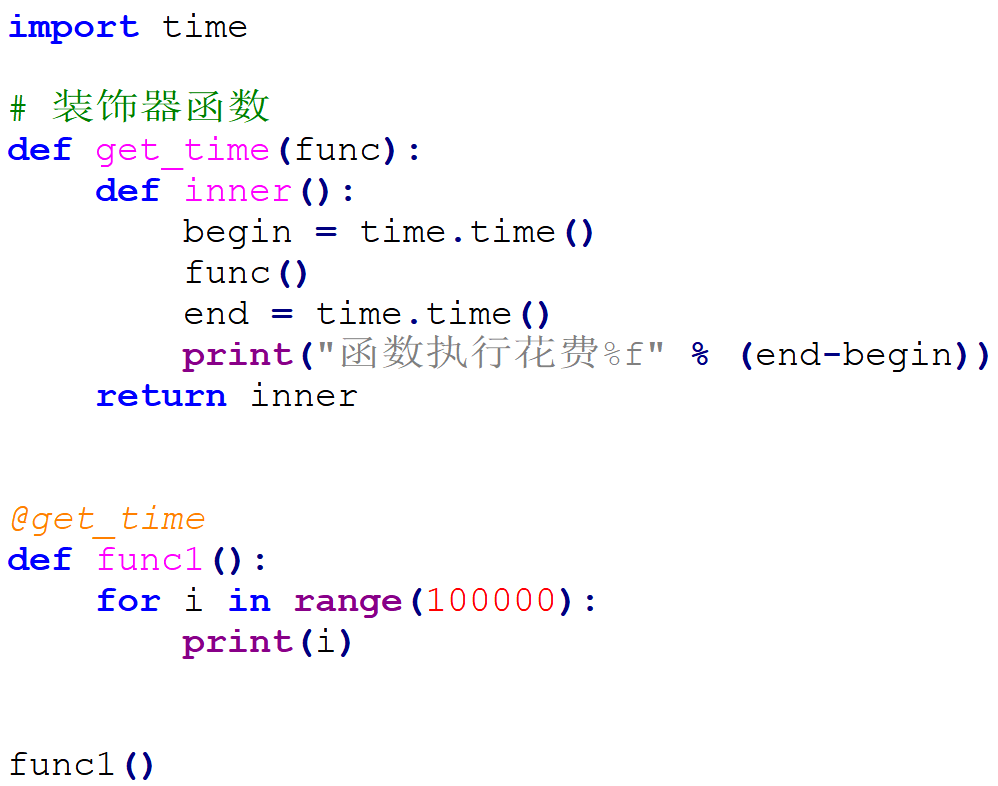 import time
# 装饰器函数
def get_time(func):
    def inner():
        begin = time.time()
        func()
        end = time.time()
        print("函数执行花费%f" % (end-begin))
    return inner
@get_time
def func1():
    for i in range(100000):
        print(i)
func1()